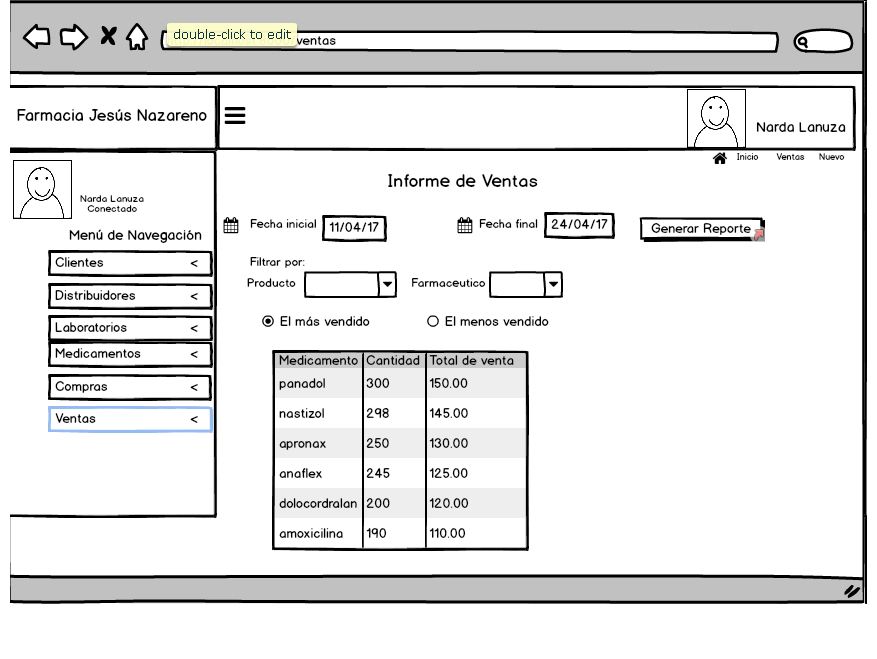 double-click to edit
ventas
Farmacia Jesús Nazareno
Narda Lanuza
Inicio Ventas Nuevo
Narda Lanuza
Conectado
Menú de Navegación
Clientes <
Distribuidores <
Laboratorios <
Medicamentos <
Compras <
Ventas <
Informe de Ventas
Fecha inicial 11/04/17 Fecha final 24/04/17 Generar Reporte
Filtrar por:
Producto Farmaceutico
El más vendido El menos vendido
Medicamento Cantidad Total de venta
panadol 300 150.00
nastizol 298 145.00
apronax 250 130.00
anaflex 245 125.00
dolocordralan 200 120.00
amoxicilina 190 110.00